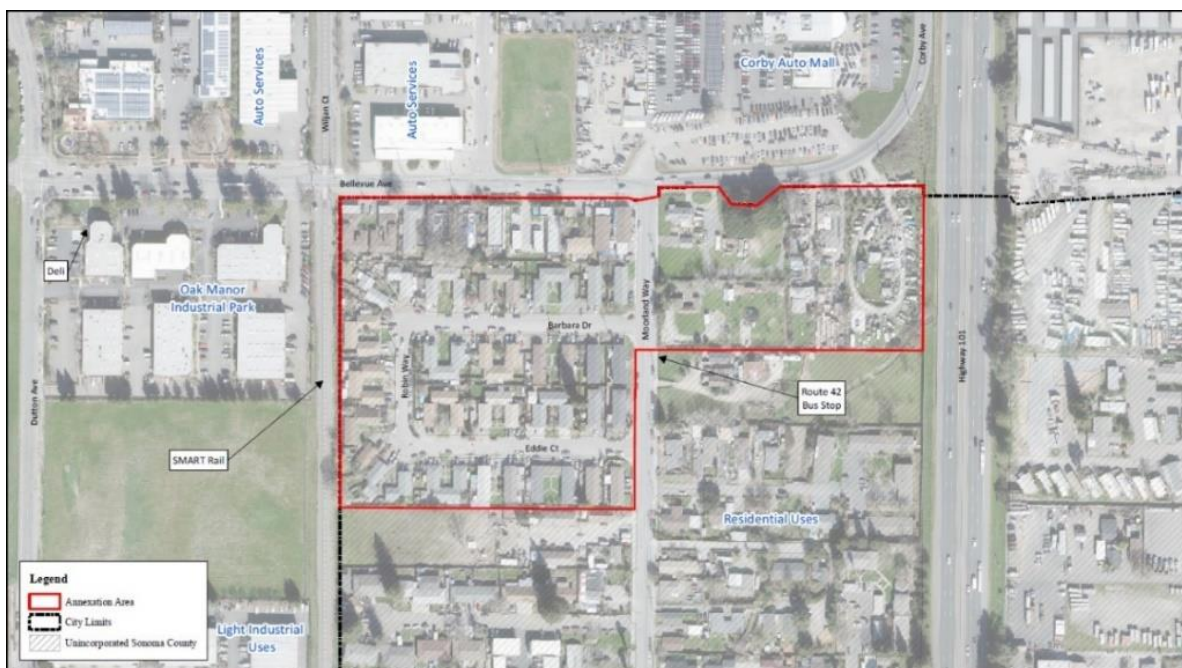 Auto Services
Wiljan Ct
Auto Services
Corby Auto Mall
Corby Ave
Bellevue Ave
Deli
Oak Manor
Industrial Park
Barbara Dr
Moorland Way
Robin Way
Highway 101
Dutton Ave
Route 42
Bus Stop
Eddie Ct
SMART Rail
Residential Uses
Legend
Annexation Area
City Limits
Unincorporated Sonoma County
Light Industrial
Uses